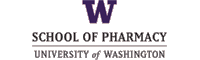 W
SCHOOL OF PHARMACY
UNIVERSITY of WASHINGTON